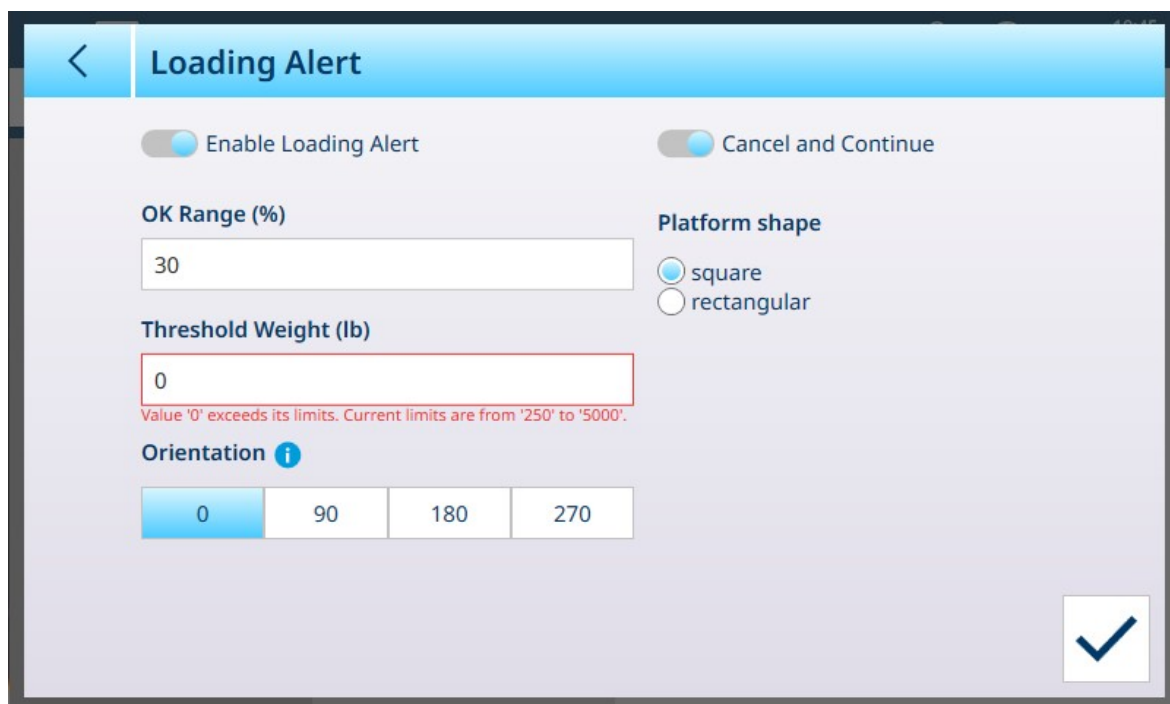 Loading Alert
Enable Loading Alert
Cancel and Continue
OK Range (%)
30
Platform shape
square
rectangular
Threshold Weight (lb)
0
Value '0' exceeds its limits. Current limits are from '250' to '5000'.
Orientation i
0 90 180 270